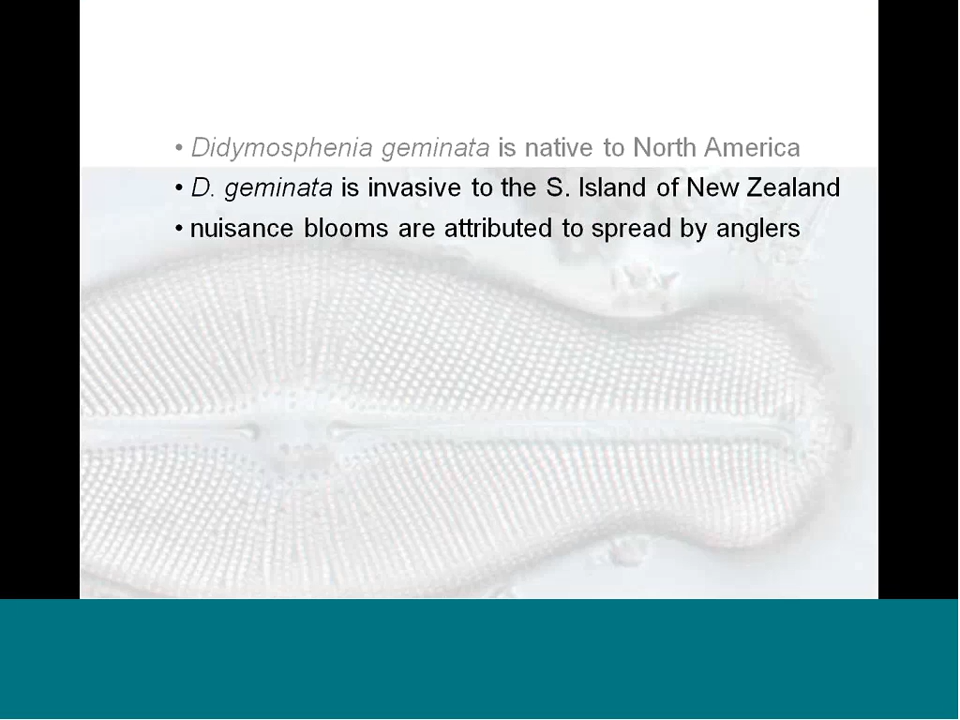 • Didymosphenia geminata is native to North America
• D. geminata is invasive to the S. Island of New Zealand
• nuisance blooms are attributed to spread by anglers